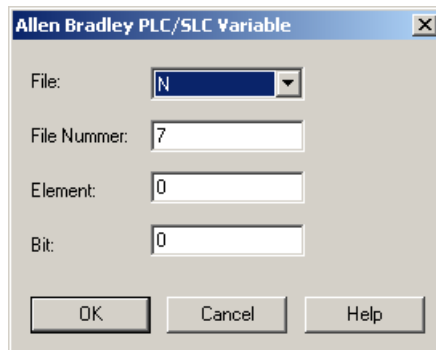 Allen Bradley PLC/SLC Variable
File: N
File Nummer: 7
Element: 0
Bit: 0
OK Cancel Help